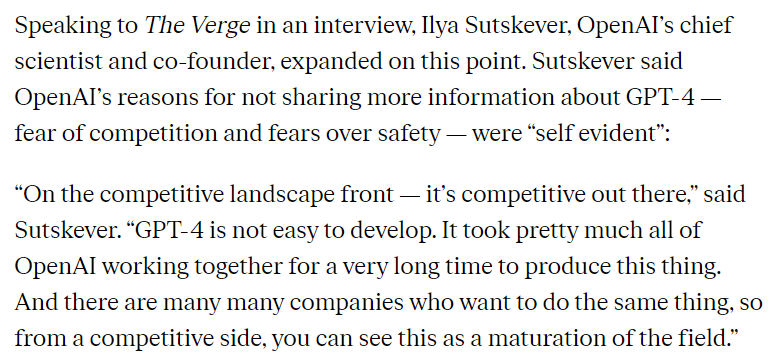 Speaking to The Verge in an interview, Ilya Sutskever, OpenAI’s chief
scientist and co-founder, expanded on this point. Sutskever said
OpenAI’s reasons for not sharing more information about GPT-4 —
fear of competition and fears over safety — were “self evident”:
“On the competitive landscape front — it’s competitive out there,” said
Sutskever. “GPT-4 is not easy to develop. It took pretty much all of
OpenAI working together for a very long time to produce this thing.
And there are many many companies who want to do the same thing, so
from a competitive side, you can see this as a maturation of the field.”